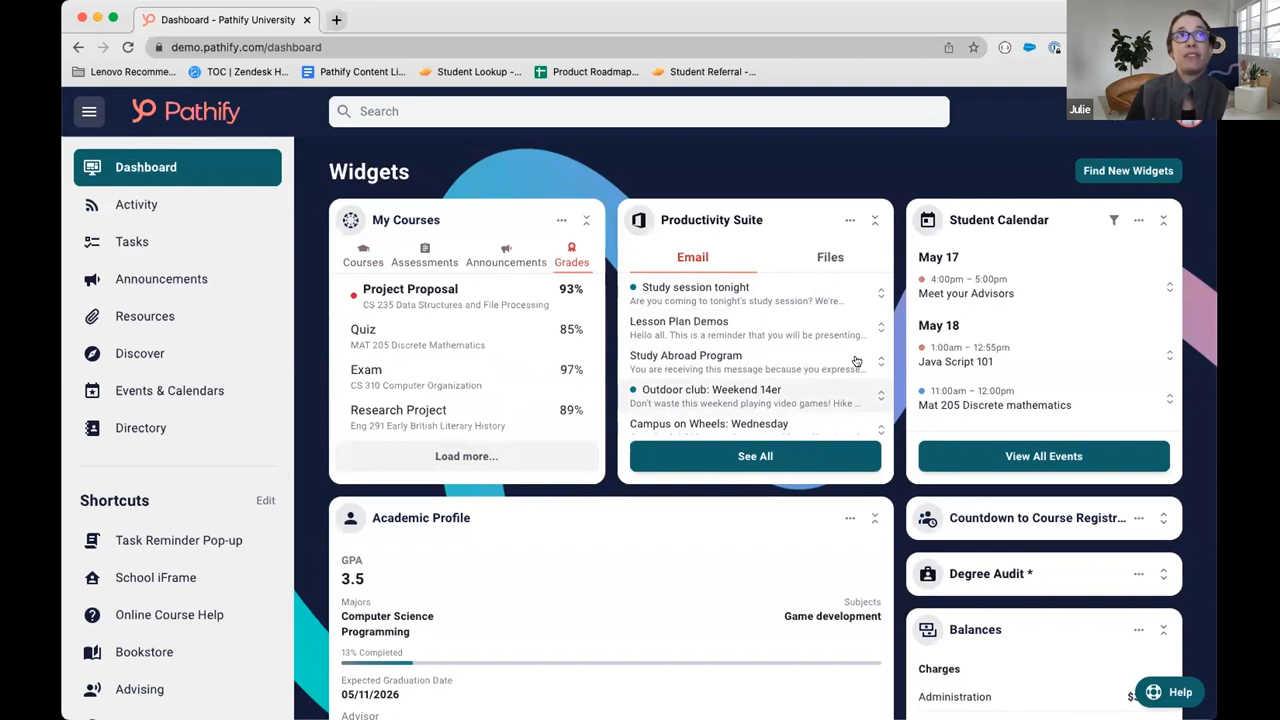 Dashboard - Pathify University
demo.pathify.com/dashboard
Lenovo Recomme...
TOC | Zendesk H...
Pathify Content Li...
Student Lookup -...
Product Roadmap...
Student Referral -...
Julie
Pathify
Search
Dashboard
Activity
Tasks
Announcements
Resources
Discover
Events & Calendars
Directory
Shortcuts
Edit
Task Reminder Pop-up
School iFrame
Online Course Help
Bookstore
Advising
Widgets
Find New Widgets
My Courses
Courses
Assessments
Announcements
Grades
Project Proposal 93%
CS 235 Data Structures and File Processing
Quiz 85%
MAT 205 Discrete Mathematics
Exam 97%
CS 310 Computer Organization
Research Project 89%
Eng 291 Early British Literary History
Load more...
Productivity Suite
Email
Files
Study session tonight
Are you coming to tonight's study session? We're...
Lesson Plan Demos
Hello all. This is a reminder that you will be presenting...
Study Abroad Program
You are receiving this message because you expresse...
Outdoor club: Weekend 14er
Don't waste this weekend playing video games! Hike ...
Campus on Wheels: Wednesday
See All
Student Calendar
May 17
4:00pm – 5:00pm
Meet your Advisors
May 18
1:00am – 12:55pm
Java Script 101
11:00am – 12:00pm
Mat 205 Discrete mathematics
View All Events
Academic Profile
GPA
3.5
Majors
Computer Science
Programming
Subjects
Game development
13% Completed
Expected Graduation Date
05/11/2026
Advisor
Countdown to Course Registr...
Degree Audit *
Balances
Charges
Administration
Help